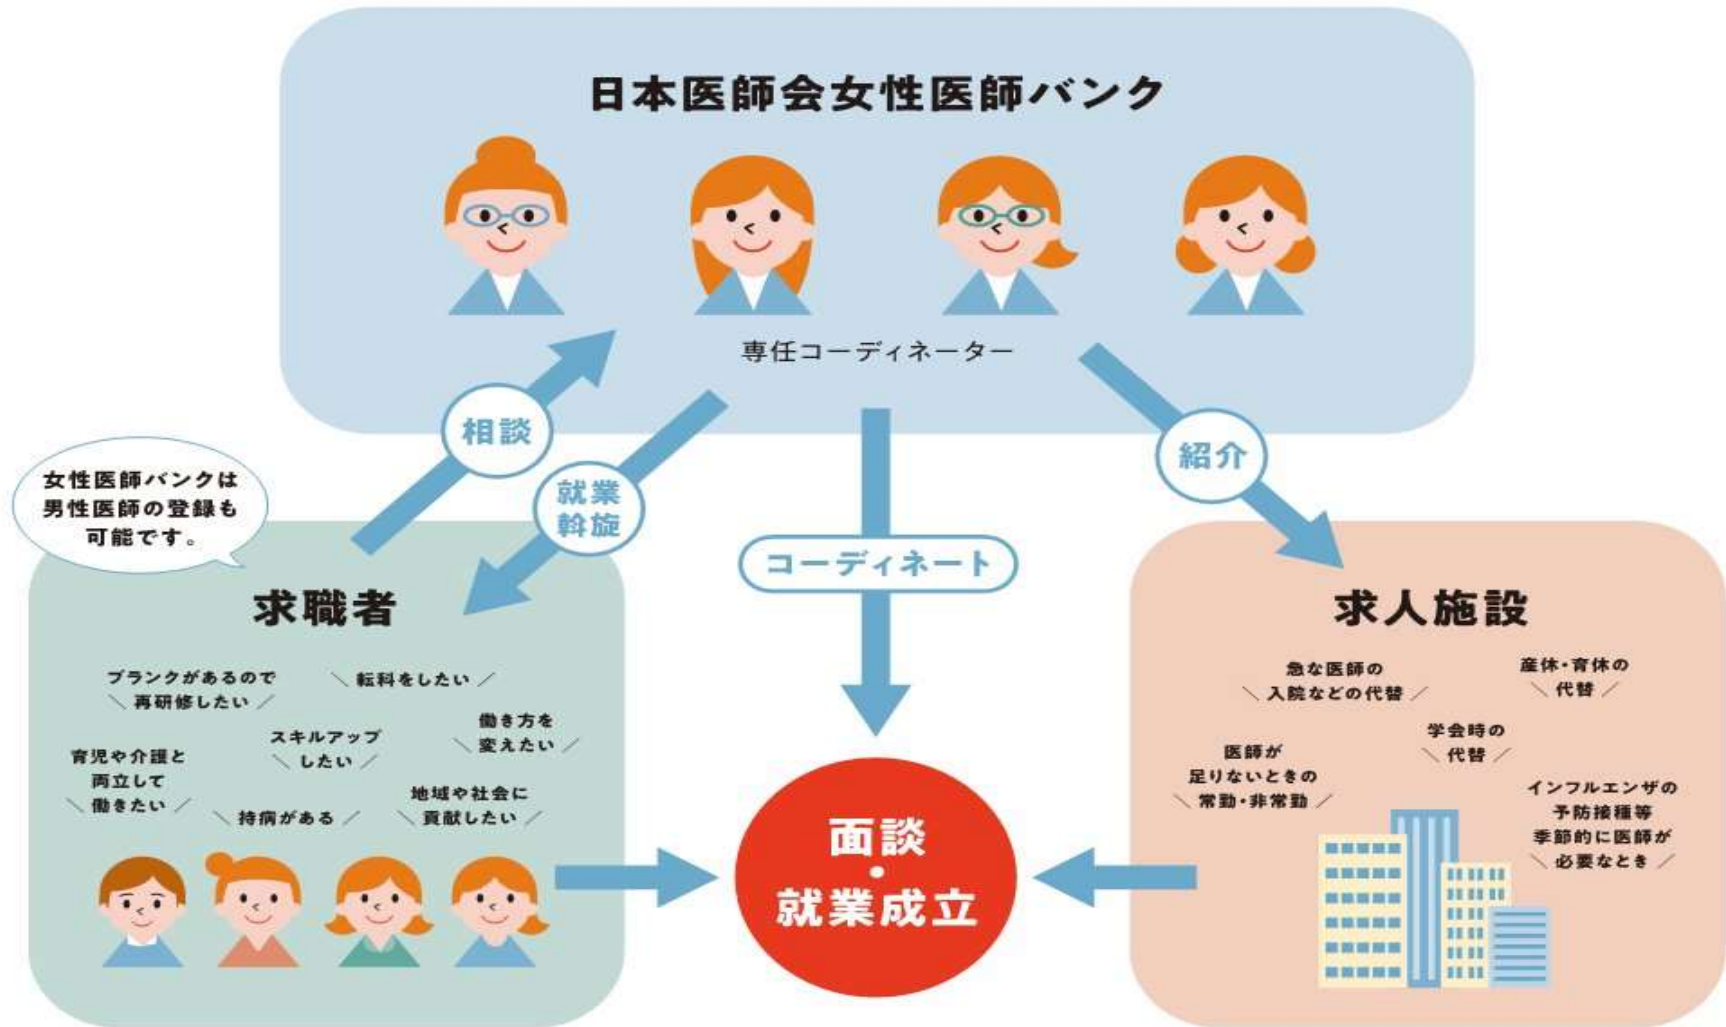 日本医師会女性医師バンク
専任コーディネーター
相談
就業
斡旋
コーディネート
紹介
女性医師バンクは
男性医師の登録も
可能です。
求職者
ブランクがあるので
再研修したい
転科をしたい
スキルアップ
したい
働き方を
変えたい
育児や介護と
両立して
働きたい
持病がある
地域や社会に
貢献したい
面談
・
就業成立
求人施設
急な医師の
入院などの代替
産休・育休の
代替
学会時の
代替
医師が
足りないときの
常勤・非常勤
インフルエンザの
予防接種等
季節的に医師が
必要なとき